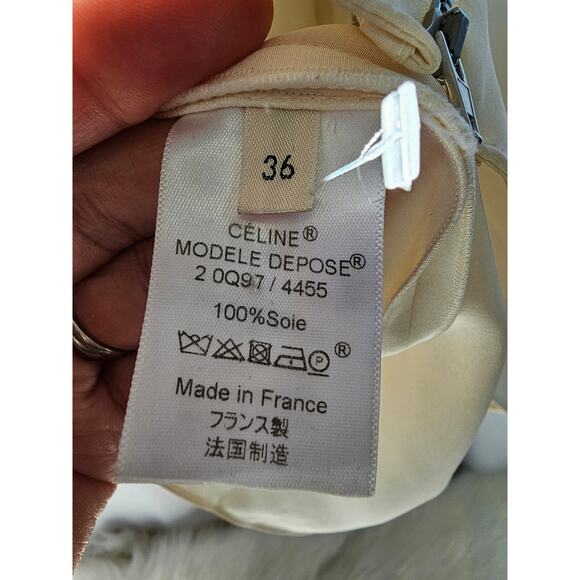 36
CÉLINE®
MODELE DEPOSE®
2 0Q97 / 4455
100%Soie
P ®
Made in France
フランス製
法国制造